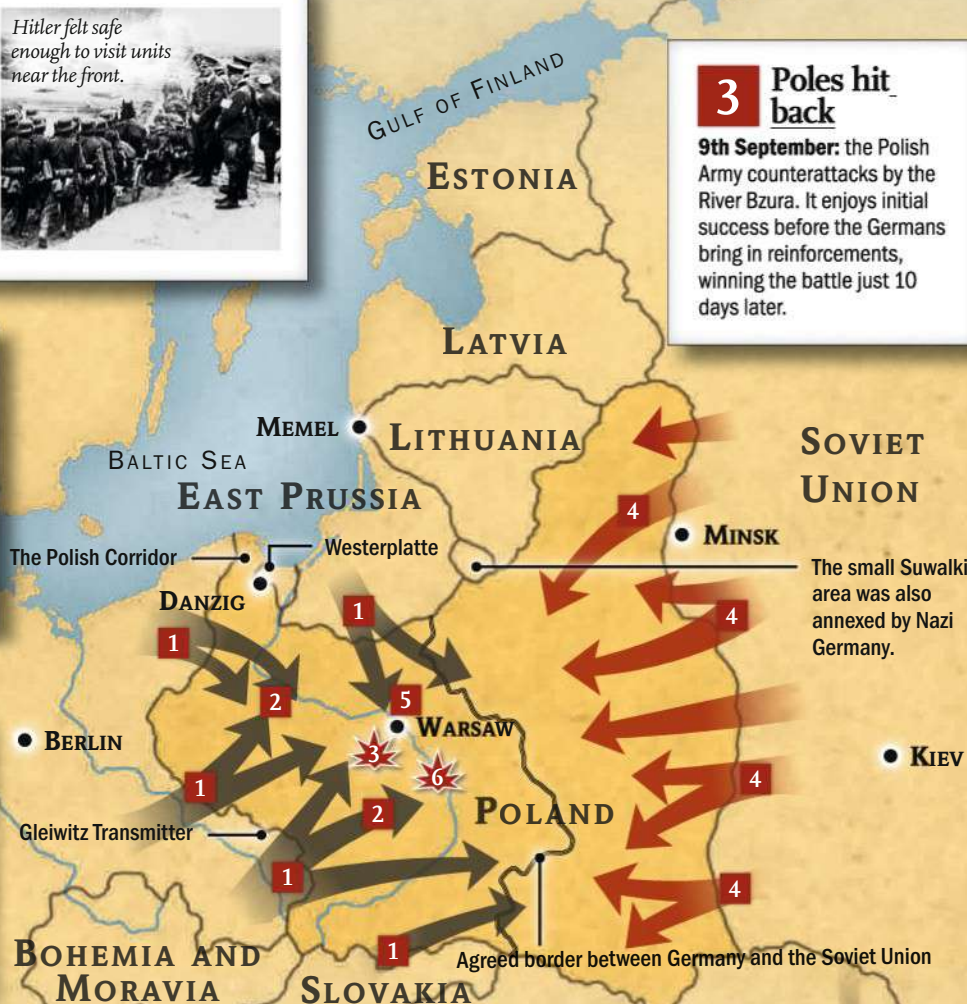 Hitler felt safe
enough to visit units
near the front.
3
Poles hit
back
9th September: the Polish
Army counterattacks by the
River Bzura. It enjoys initial
success before the Germans
bring in reinforcements,
winning the battle just 10
days later.
GULF OF FINLAND
ESTONIA
LATVIA
MEMEL
LITHUANIA
SOVIET
UNION
BALTIC SEA
EAST PRUSSIA
4
MINSK
The Polish Corridor
Westerplatte
The small Suwalki
area was also
annexed by Nazi
Germany.
DANZIG
1
1
4
2
5
WARSAW
BERLIN
3
6
KIEV
1
4
2
POLAND
Gleiwitz Transmitter
1
4
1
BOHEMIA AND
MORAVIA
SLOVAKIA
Agreed border between Germany and the Soviet Union